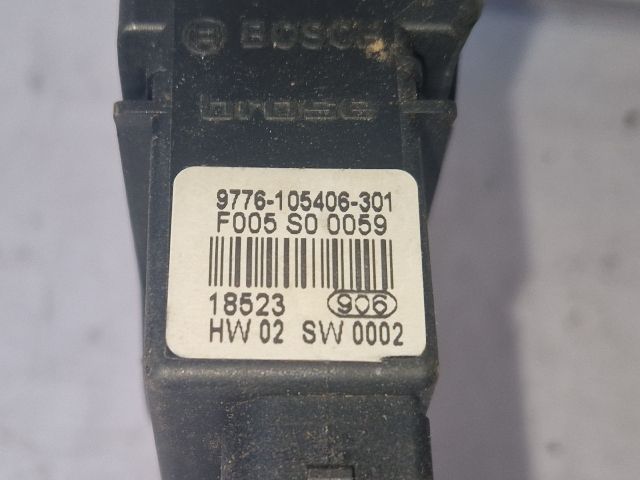 BOSCH
brose
9776-105406-301
F005 S0 0059
18523 906
HW 02 SW 0002